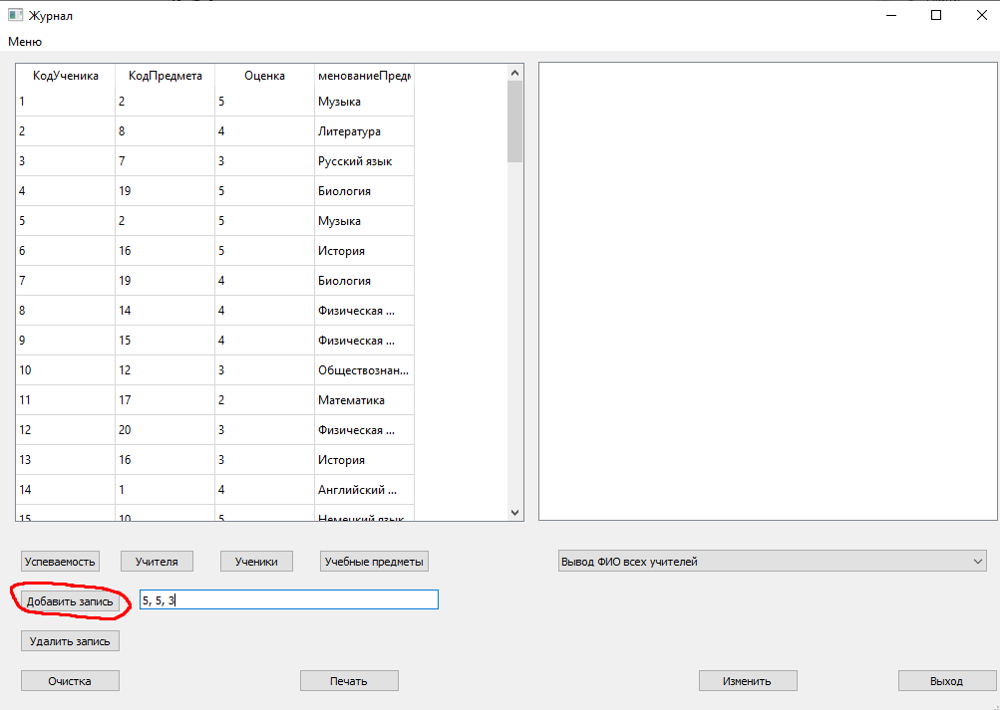 Журнал
Меню
КодУченика КодПредмета Оценка менованиеПредм
1 2 5 Музыка
2 8 4 Литература
3 7 3 Русский язык
4 19 5 Биология
5 2 5 Музыка
6 16 5 История
7 19 4 Биология
8 14 4 Физическая ...
9 15 4 Физическая ...
10 12 3 Обществознан...
11 17 2 Математика
12 20 3 Физическая ...
13 16 3 История
14 1 4 Английский ...
15 10 5 Немецкий язык
Успеваемость Учителя Ученики Учебные предметы Вывод ФИО всех учителей
Добавить запись 5, 5, 3
Удалить запись
Очистка Печать Изменить Выход